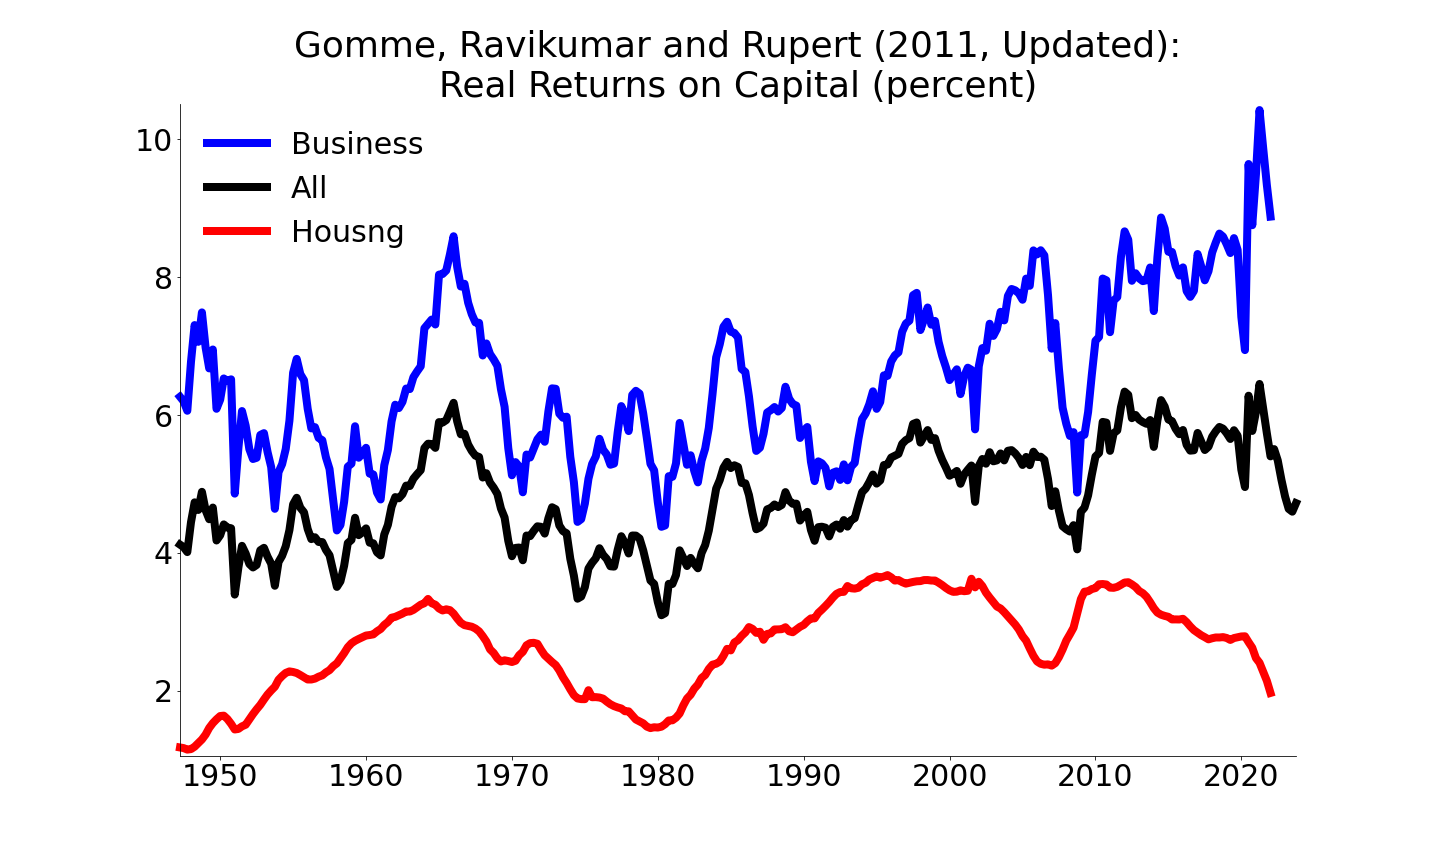 Gomme, Ravikumar and Rupert (2011, Updated):
Real Returns on Capital (percent)
10
8
6
4
2
Business
All
Housng
1950 1960 1970 1980 1990 2000 2010 2020